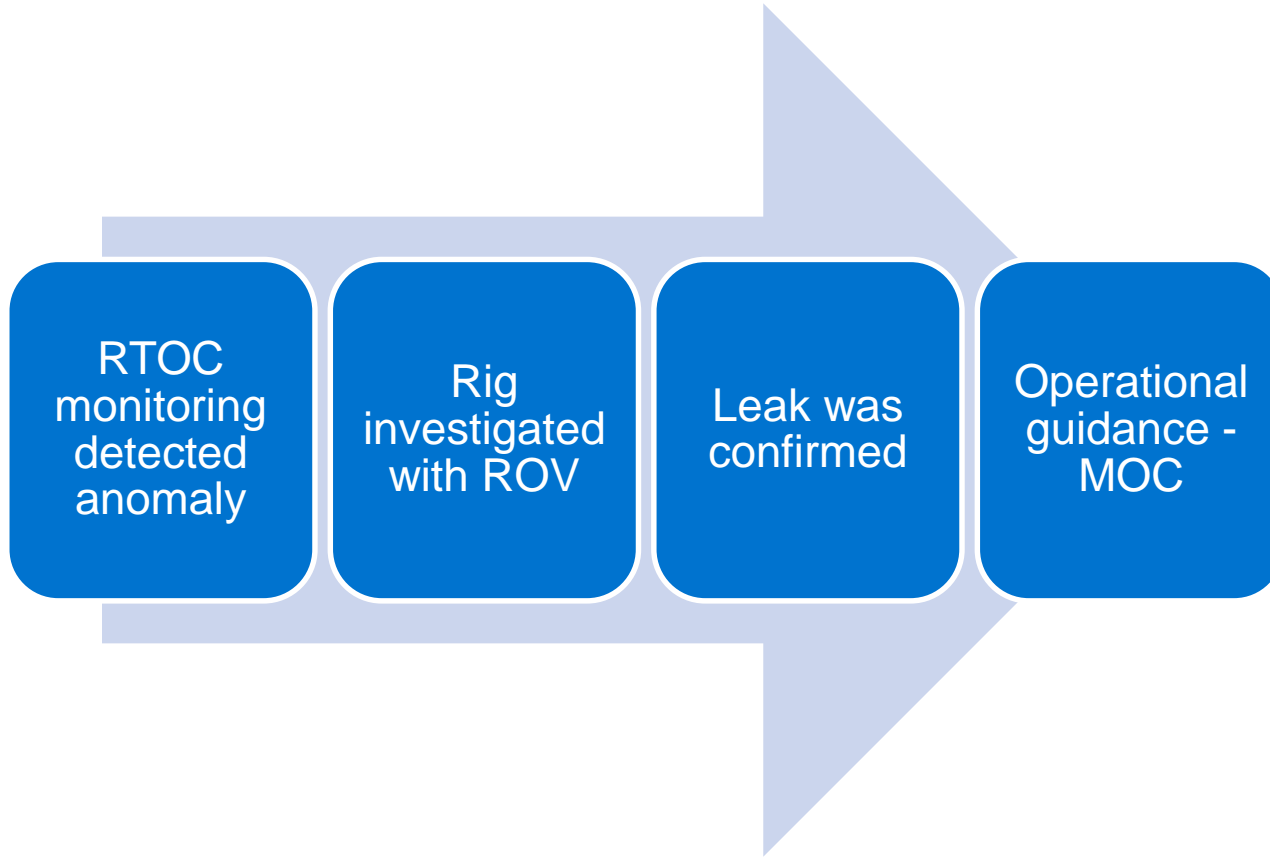 RTOC
monitoring
detected
anomaly
Rig
investigated
with ROV
Leak was
confirmed
Operational
guidance -
MOC